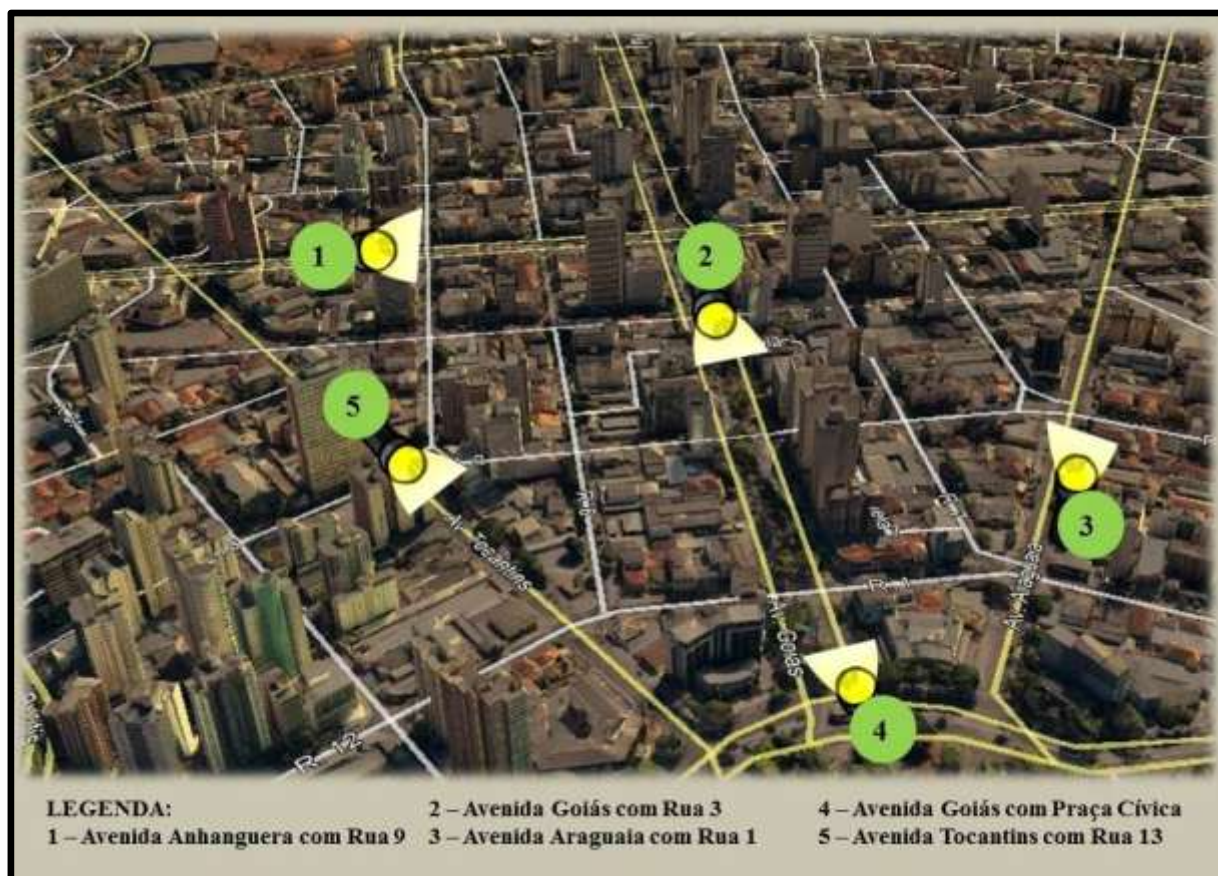 1
2
5
3
4
Av. Tocantins
Av. Goiás
R. 1
R. 12
LEGENDA:
1 – Avenida Anhanguera com Rua 9
2 – Avenida Goiás com Rua 3
3 – Avenida Araguaia com Rua 1
4 – Avenida Goiás com Praça Cívica
5 – Avenida Tocantins com Rua 13